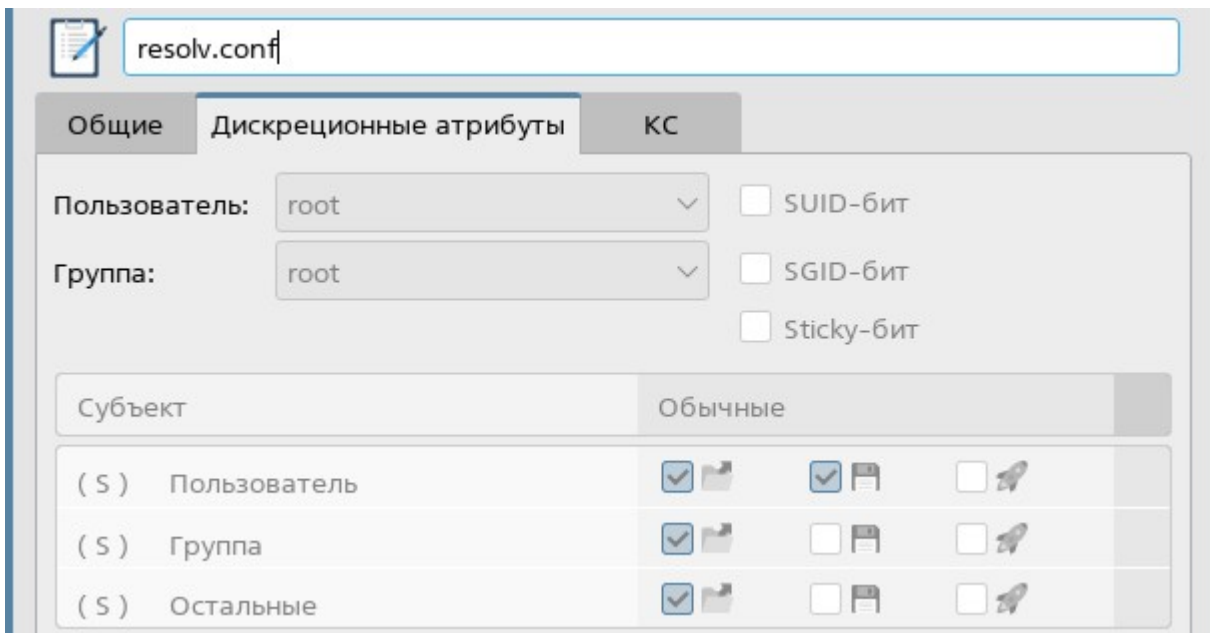 resolv.conf
Общие Дискреционные атрибуты КС
Пользователь: root SUID-бит
Группа: root SGID-бит
Sticky-бит
Субъект Обычные
( S ) Пользователь
( S ) Группа
( S ) Остальные